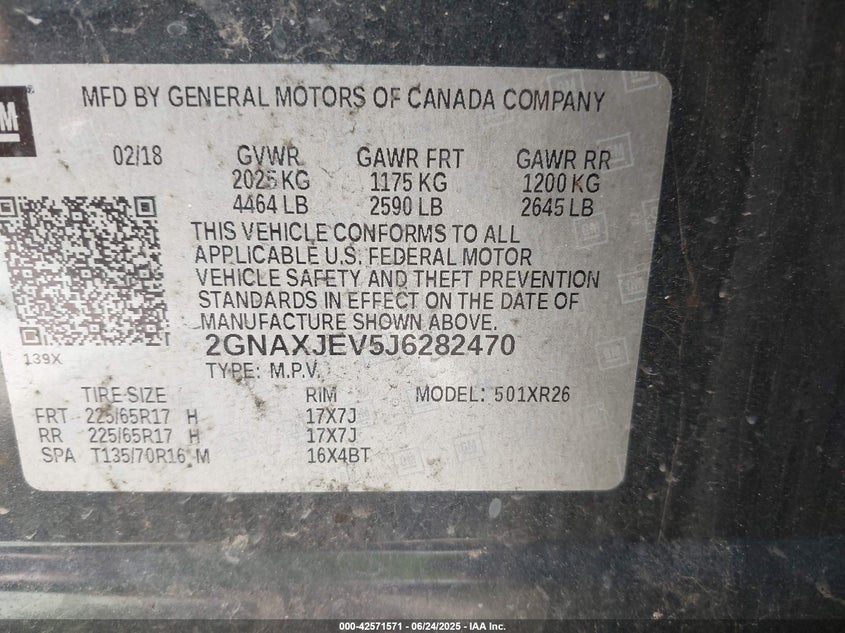 GM
MFD BY GENERAL MOTORS OF CANADA COMPANY
02/18 GVWR GAWR FRT GAWR RR
2025 KG 1175 KG 1200 KG
4464 LB 2590 LB 2645 LB
THIS VEHICLE CONFORMS TO ALL
APPLICABLE U.S. FEDERAL MOTOR
VEHICLE SAFETY AND THEFT PREVENTION
STANDARDS IN EFFECT ON THE DATE OF
MANUFACTURE SHOWN ABOVE.
2GNAXJEV5J6282470
139X
TYPE: M.P.V.
TIRE SIZE RIM MODEL: 501XR26
FRT 225/65R17 H 17X7J
RR 225/65R17 H 17X7J
SPA T135/70R16 M 16X4BT
000-42571571 - 06/24/2025 - IAA Inc.